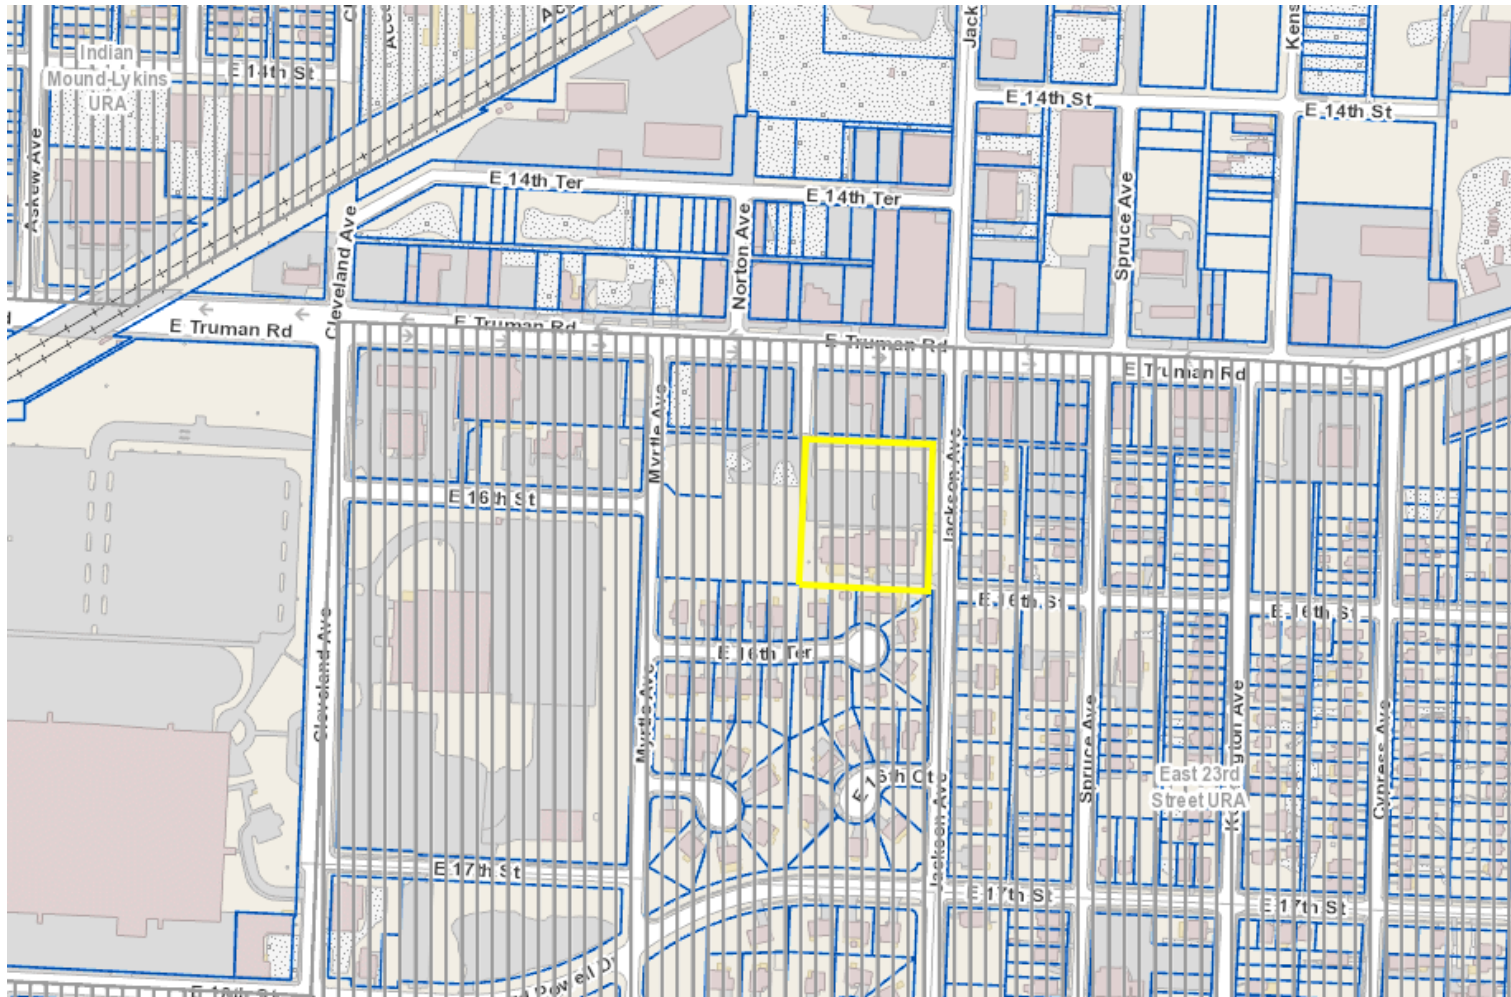 Jack
Kens
Indian
Mound-Lykins
URA
E 14th St
E 14th St
E 14th St
Askew Ave
E 14th Ter
E 14th Ter
Spruce Ave
Cleveland Ave
Norton Ave
E Truman Rd
E Truman Rd
E Truman Rd
E Truman Rd
Myrtle Ave
Jackson Ave
E 16th St
E 16th St
E 16th St
E 16th Ter
Cleveland Ave
Myrtle Ave
Spruce Ave
Cypress Ave
East 23rd
Street URA
Jackson Ave
E 17th St
E 17th St
E 17th St